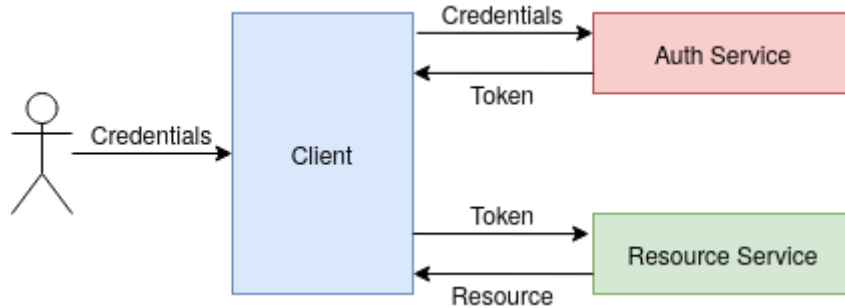 Credentials
Client
Credentials
Auth Service
Token
Token
Resource Service
Resource